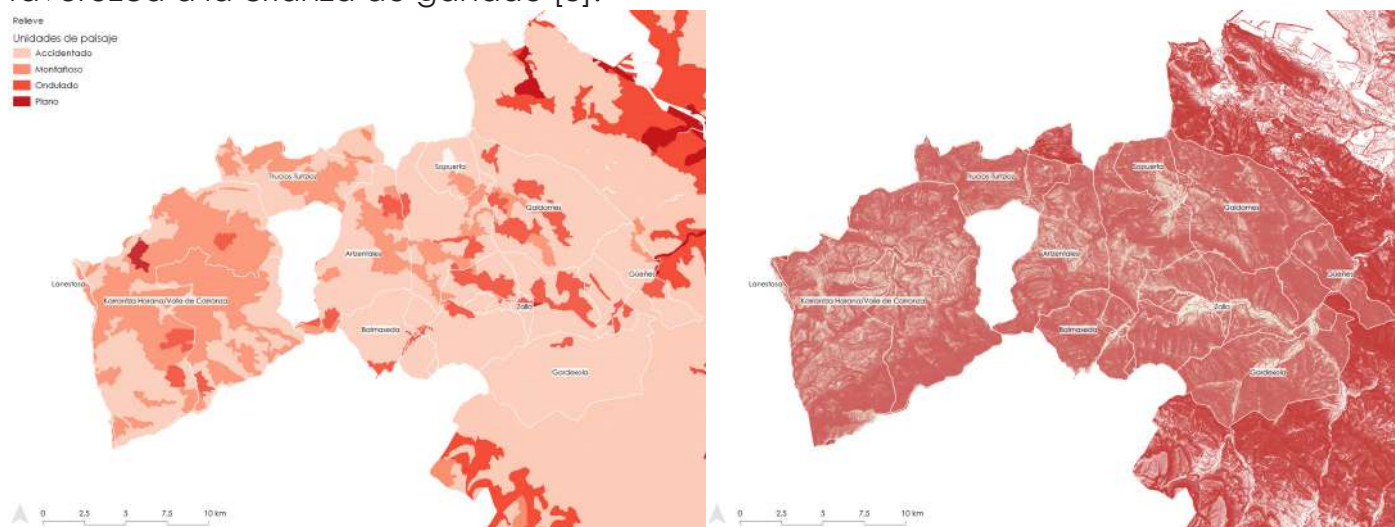 favorezca a la crianza de ganado [6].
Relieve
Unidades de paisaje
Accidentado
Montañoso
Ondulado
Plano
Sopuerta
Trucios-Turtzioz
Galdames
Artzentales
Güeñes
Lanestosa
Karrantza Harana/Valle de Carranza
Zalla
Balmaseda
Gordexola
0 2,5 5 7,5 10 km
Sopuerta
Trucios-Turtzioz
Galdames
Artzentales
Güeñes
Lanestosa
Karrantza Harana/Valle de Carranza
Zalla
Balmaseda
Gordexola
0 2,5 5 7,5 10 km